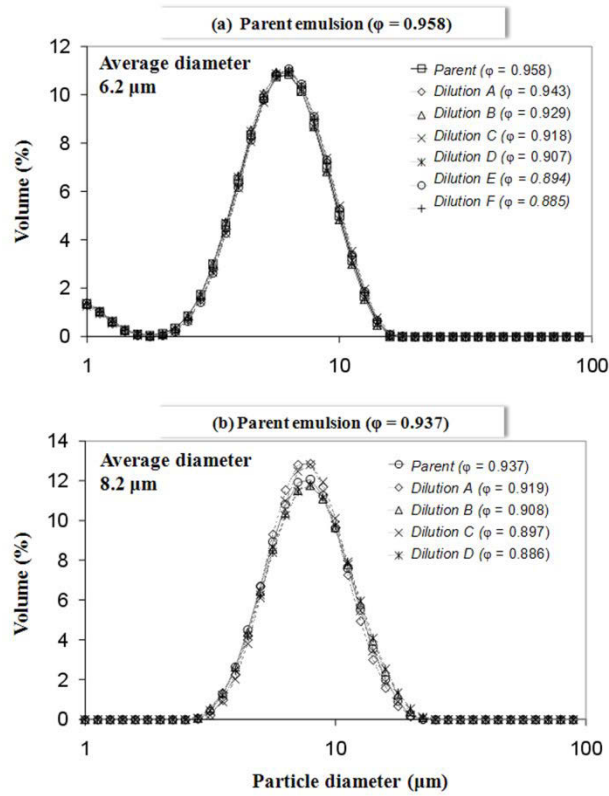 (a) Parent emulsion (φ = 0.958)
Average diameter
6.2 µm
Volume (%)
12
10
8
6
4
2
0
1
10
100
Parent (φ = 0.958)
Dilution A (φ = 0.943)
Dilution B (φ = 0.929)
Dilution C (φ = 0.918)
Dilution D (φ = 0.907)
Dilution E (φ = 0.894)
Dilution F (φ = 0.885)
(b) Parent emulsion (φ = 0.937)
Average diameter
8.2 µm
Volume (%)
14
12
10
8
6
4
2
0
1
10
100
Parent (φ = 0.937)
Dilution A (φ = 0.919)
Dilution B (φ = 0.908)
Dilution C (φ = 0.897)
Dilution D (φ = 0.886)
Particle diameter (µm)